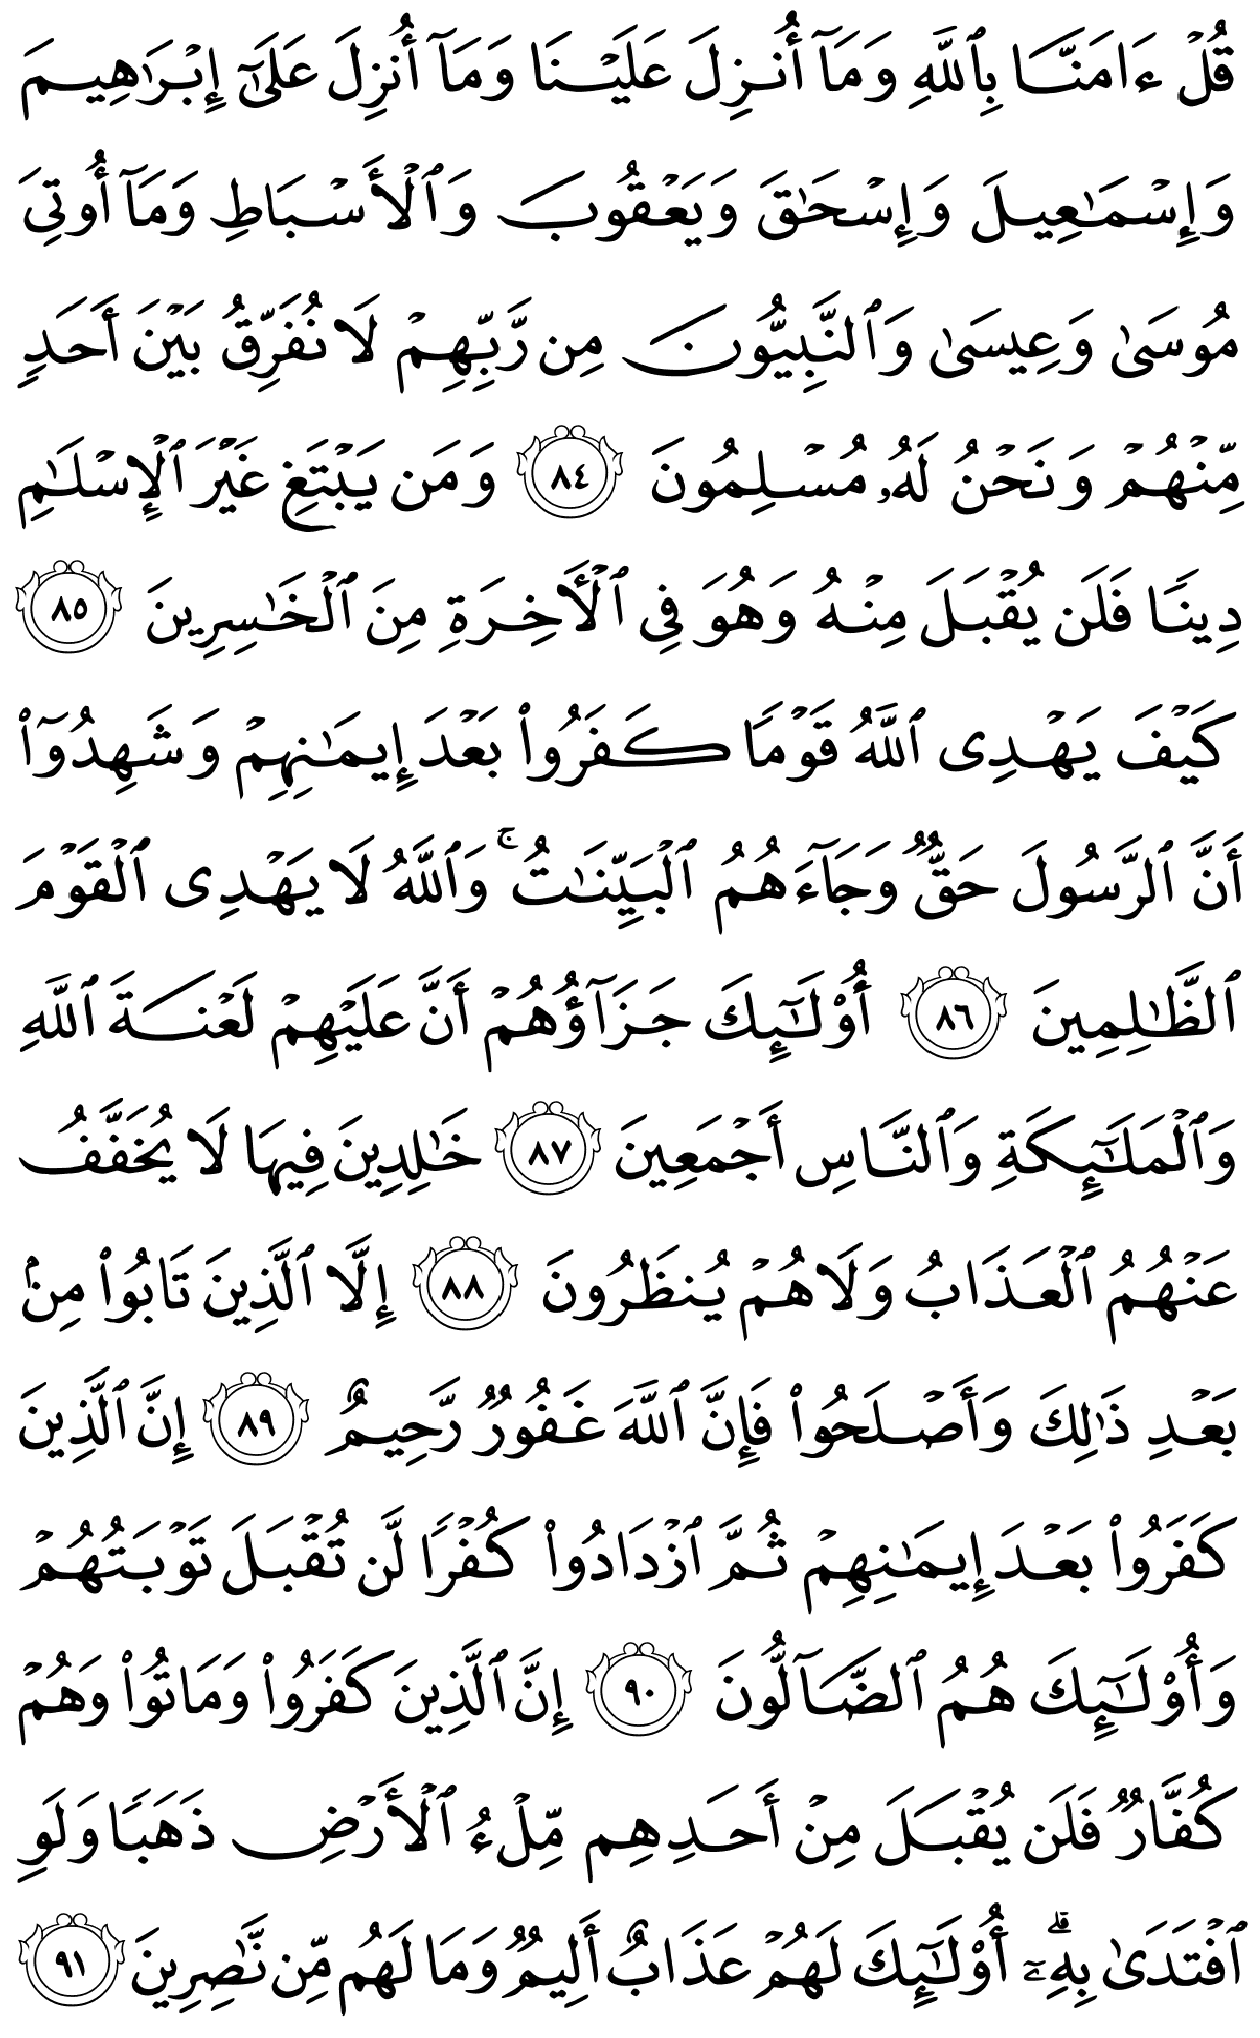 قُلۡ ءَامَنَّا بِٱللَّهِ وَمَآ أُنزِلَ عَلَيۡنَا وَمَآ أُنزِلَ عَلَىٰٓ إِبۡرَٰهِيمَ
وَإِسۡمَٰعِيلَ وَإِسۡحَٰقَ وَيَعۡقُوبَ وَٱلۡأَسۡبَاطِ وَمَآ أُوتِيَ
مُوسَىٰ وَعِيسَىٰ وَٱلنَّبِيُّونَ مِن رَّبِّهِمۡ لَا نُفَرِّقُ بَيۡنَ أَحَدٖ
مِّنۡهُمۡ وَنَحۡنُ لَهُۥ مُسۡلِمُونَ ٨٤ وَمَن يَبۡتَغِ غَيۡرَ ٱلۡإِسۡلَٰمِ
دِينٗا فَلَن يُقۡبَلَ مِنۡهُ وَهُوَ فِي ٱلۡأَٓخِرَةِ مِنَ ٱلۡخَٰسِرِينَ ٨٥
كَيۡفَ يَهۡدِي ٱللَّهُ قَوۡمٗا كَفَرُواْ بَعۡدَ إِيمَٰنِهِمۡ وَشَهِدُوٓاْ
أَنَّ ٱلرَّسُولَ حَقّٞ وَجَآءَهُمُ ٱلۡبَيِّنَٰتُۚ وَٱللَّهُ لَا يَهۡدِي ٱلۡقَوۡمَ
ٱلظَّٰلِمِينَ ٨٦ أُوْلَٰٓئِكَ جَزَآؤُهُمۡ أَنَّ عَلَيۡهِمۡ لَعۡنَةَ ٱللَّهِ
وَٱلۡمَلَٰٓئِكَةِ وَٱلنَّاسِ أَجۡمَعِينَ ٨٧ خَٰلِدِينَ فِيهَا لَا يُخَفَّفُ
عَنۡهُمُ ٱلۡعَذَابُ وَلَا هُمۡ يُنظَرُونَ ٨٨ إِلَّا ٱلَّذِينَ تَابُواْ مِنۢ
بَعۡدِ ذَٰلِكَ وَأَصۡلَحُواْ فَإِنَّ ٱللَّهَ غَفُورٞ رَّحِيمٌ ٨٩ إِنَّ ٱلَّذِينَ
كَفَرُواْ بَعۡدَ إِيمَٰنِهِمۡ ثُمَّ ٱزۡدَادُواْ كُفۡرٗا لَّن تُقۡبَلَ تَوۡبَتُهُمۡ
وَأُوْلَٰٓئِكَ هُمُ ٱلضَّآلُّونَ ٩٠ إِنَّ ٱلَّذِينَ كَفَرُواْ وَمَاتُواْ وَهُمۡ
كُفَّارٞ فَلَن يُقۡبَلَ مِنۡ أَحَدِهِم مِّلۡءُ ٱلۡأَرۡضِ ذَهَبٗا وَلَوِ
ٱفۡتَدَىٰ بِهِۦٓۗ أُوْلَٰٓئِكَ لَهُمۡ عَذَابٌ أَلِيمٞ وَمَا لَهُم مِّن نَّٰصِرِينَ ٩١